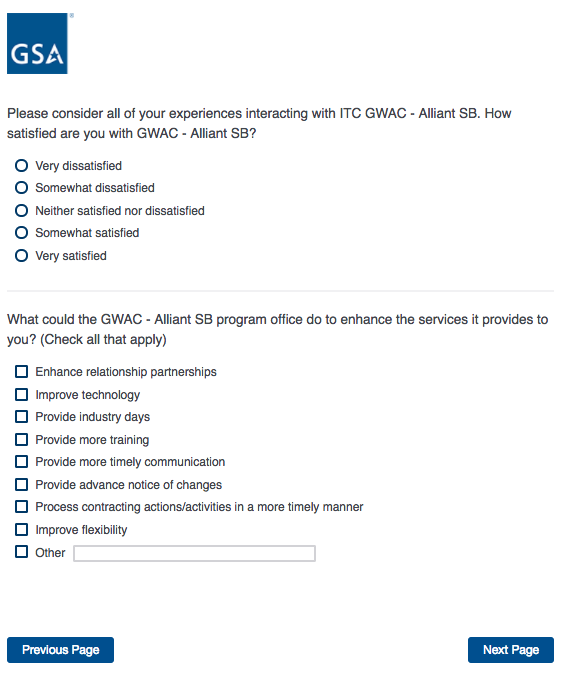 GSA
Please consider all of your experiences interacting with ITC GWAC - Alliant SB. How
satisfied are you with GWAC - Alliant SB?
Very dissatisfied
Somewhat dissatisfied
Neither satisfied nor dissatisfied
Somewhat satisfied
Very satisfied
What could the GWAC - Alliant SB program office do to enhance the services it provides to
you? (Check all that apply)
Enhance relationship partnerships
Improve technology
Provide industry days
Provide more training
Provide more timely communication
Provide advance notice of changes
Process contracting actions/activities in a more timely manner
Improve flexibility
Other
Previous Page
Next Page